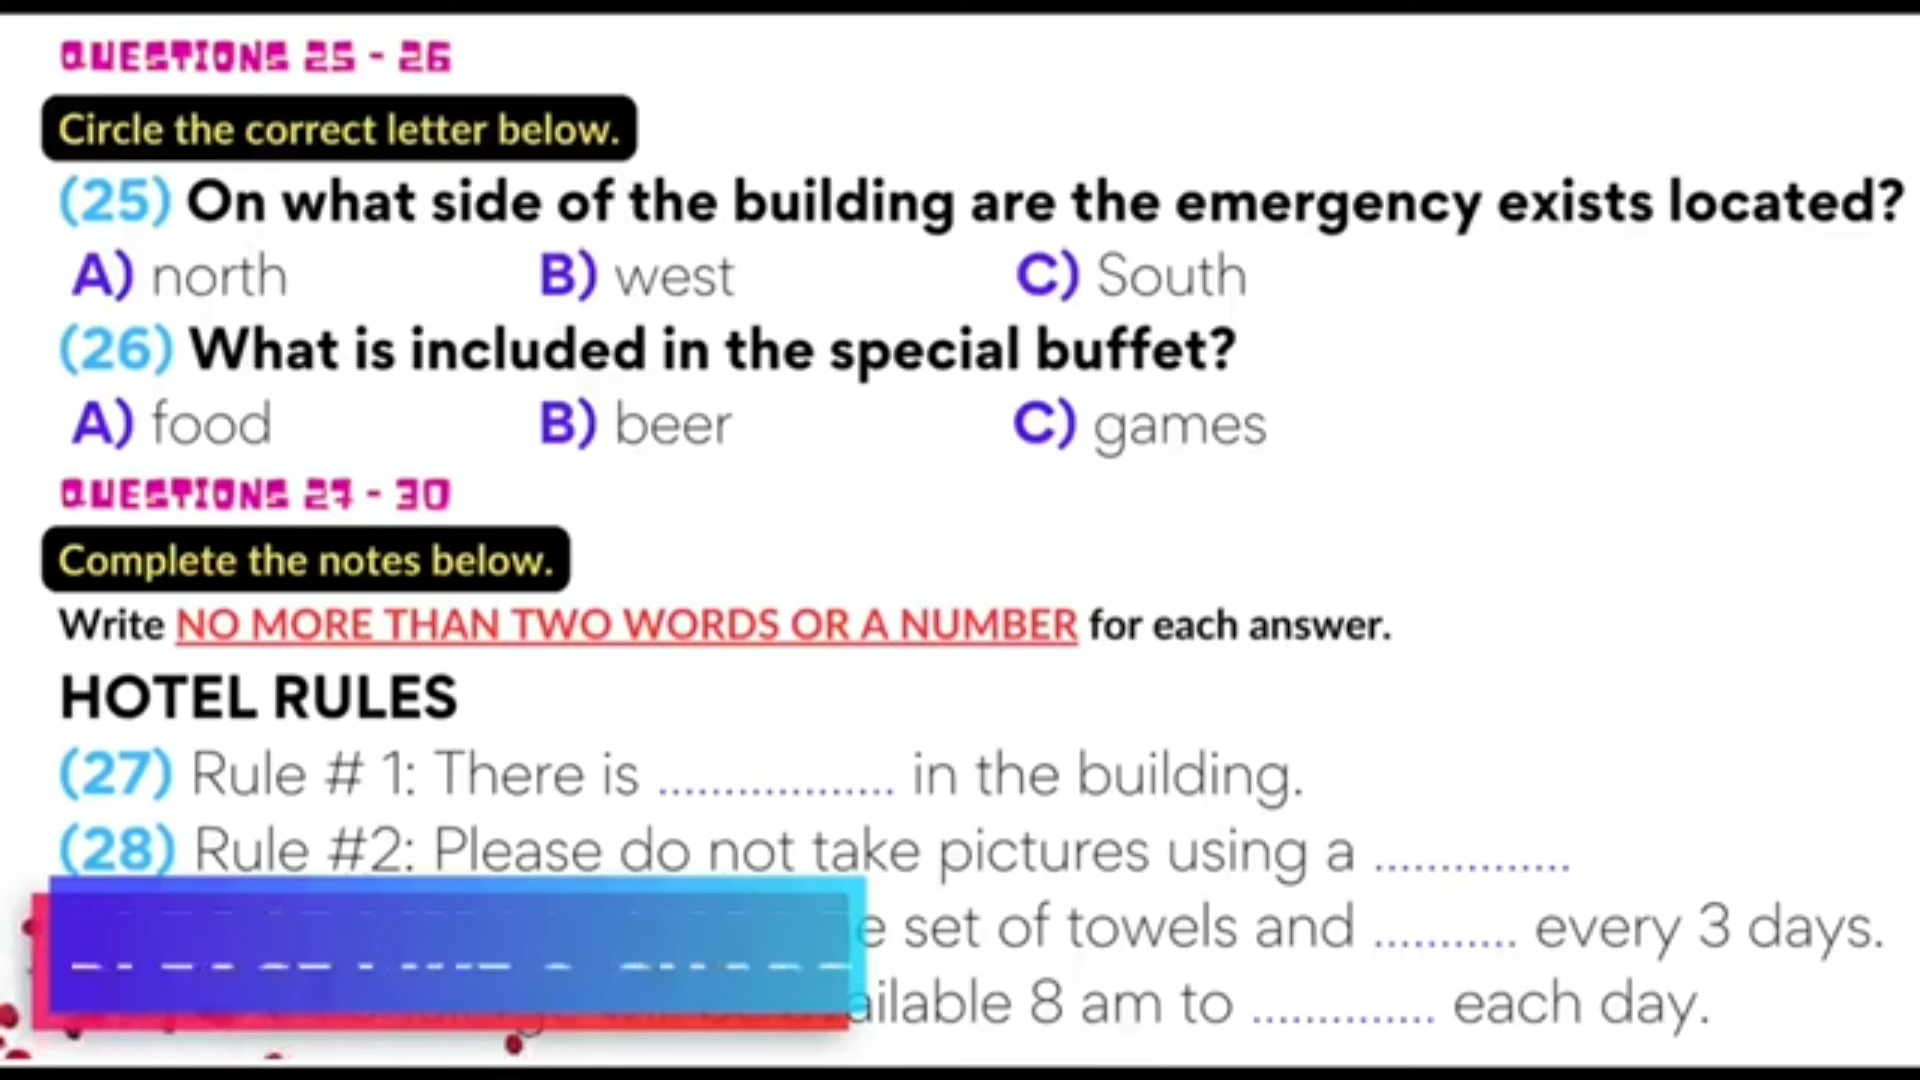 QUESTIONS 25 - 26
Circle the correct letter below.
(25) On what side of the building are the emergency exists located?
A) north B) west C) South
(26) What is included in the special buffet?
A) food B) beer C) games
QUESTIONS 27 - 30
Complete the notes below.
Write NO MORE THAN TWO WORDS OR A NUMBER for each answer.
HOTEL RULES
(27) Rule # 1: There is .................. in the building.
(28) Rule #2: Please do not take pictures using a ...............
set of towels and ........... every 3 days.
8 am to .............. each day.